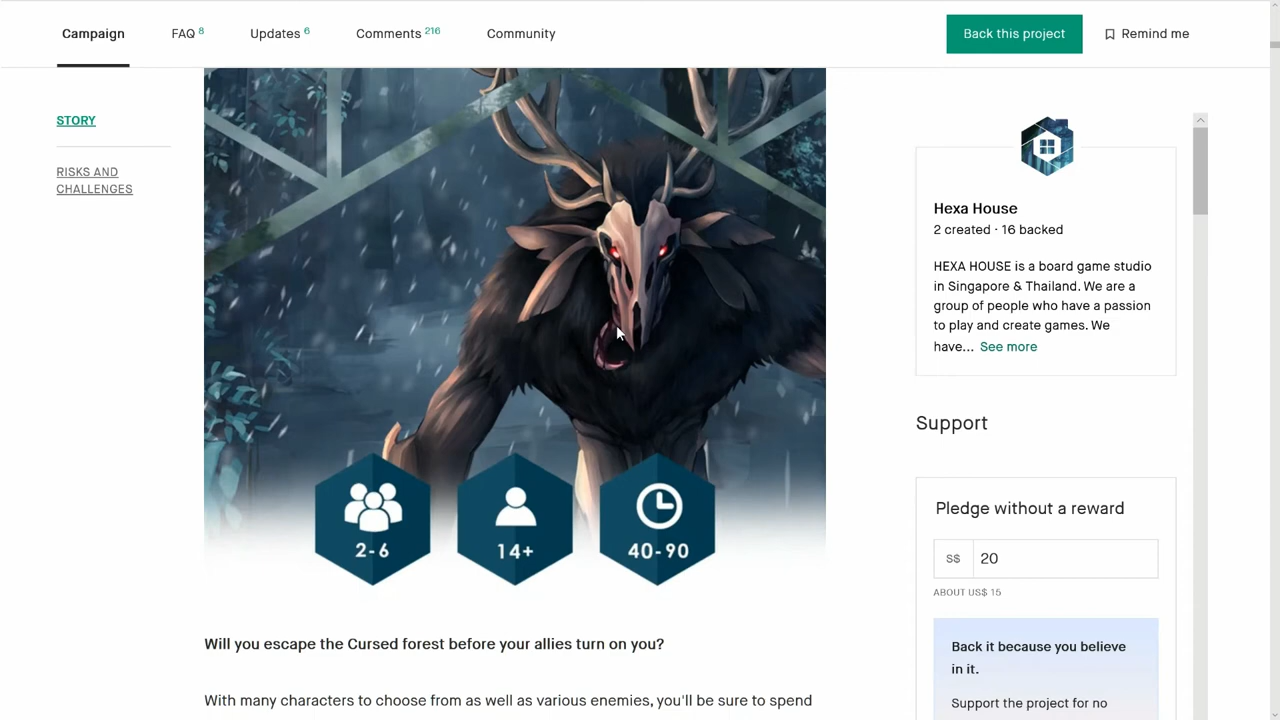 Campaign
FAQ 8
Updates 6
Comments 216
Community
Back this project
Remind me
STORY
RISKS AND
CHALLENGES
2-6
14+
40-90
Will you escape the Cursed forest before your allies turn on you?
With many characters to choose from as well as various enemies, you'll be sure to spend
Hexa House
2 created · 16 backed
HEXA HOUSE is a board game studio
in Singapore & Thailand. We are a
group of people who have a passion
to play and create games. We
have... See more
Support
Pledge without a reward
S$ 20
ABOUT US$ 15
Back it because you believe
in it.
Support the project for no